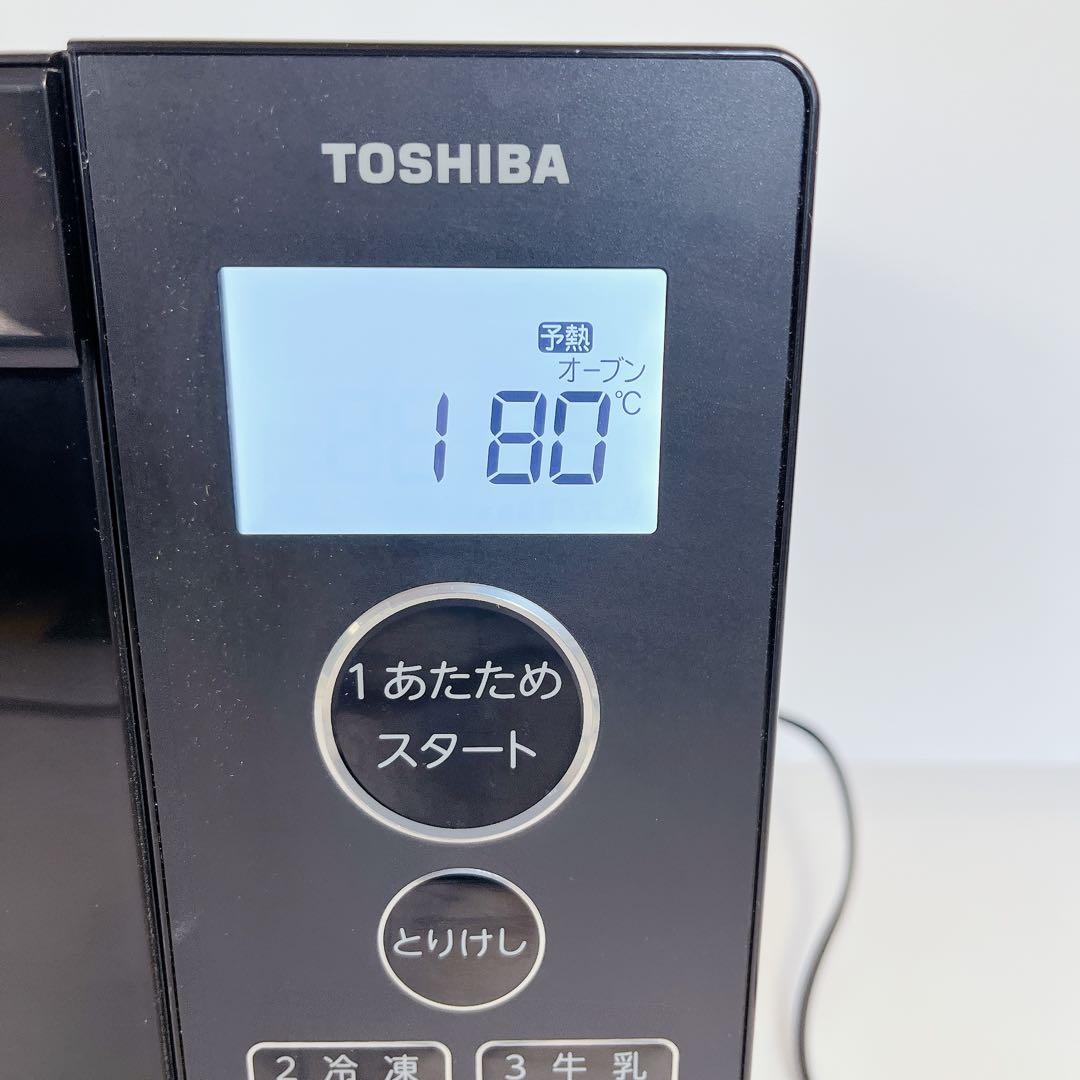 TOSHIBA
予熱
オーブン
180℃
1 あたため
スタート
とりけし
2 冷凍
3 牛乳